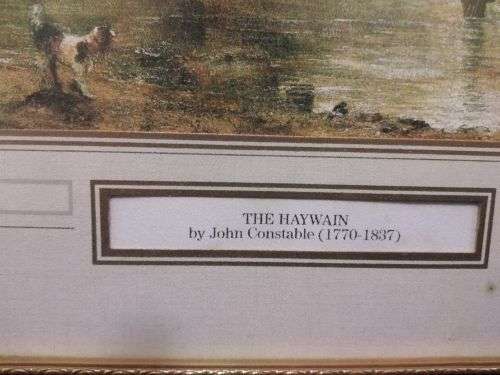 THE HAYWAIN
by John Constable (1770-1837)